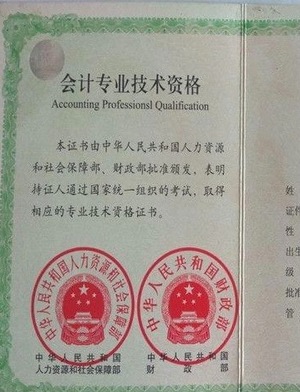 会计专业技术资格
Accounting Professionsl Qualification
本证书由中华人民共和国人力资源
和社会保障部、财政部批准颁发,表明
持证人通过国家统一组织的考试,取得
相应的专业技术资格证书。
中华人民共和国人力资源和社会保障部
中华人民共和国财政部
中华人民共和国
人力资源和社会保障部
中华人民共和国
财政部
姓
证件
性
出生
级
批准
管